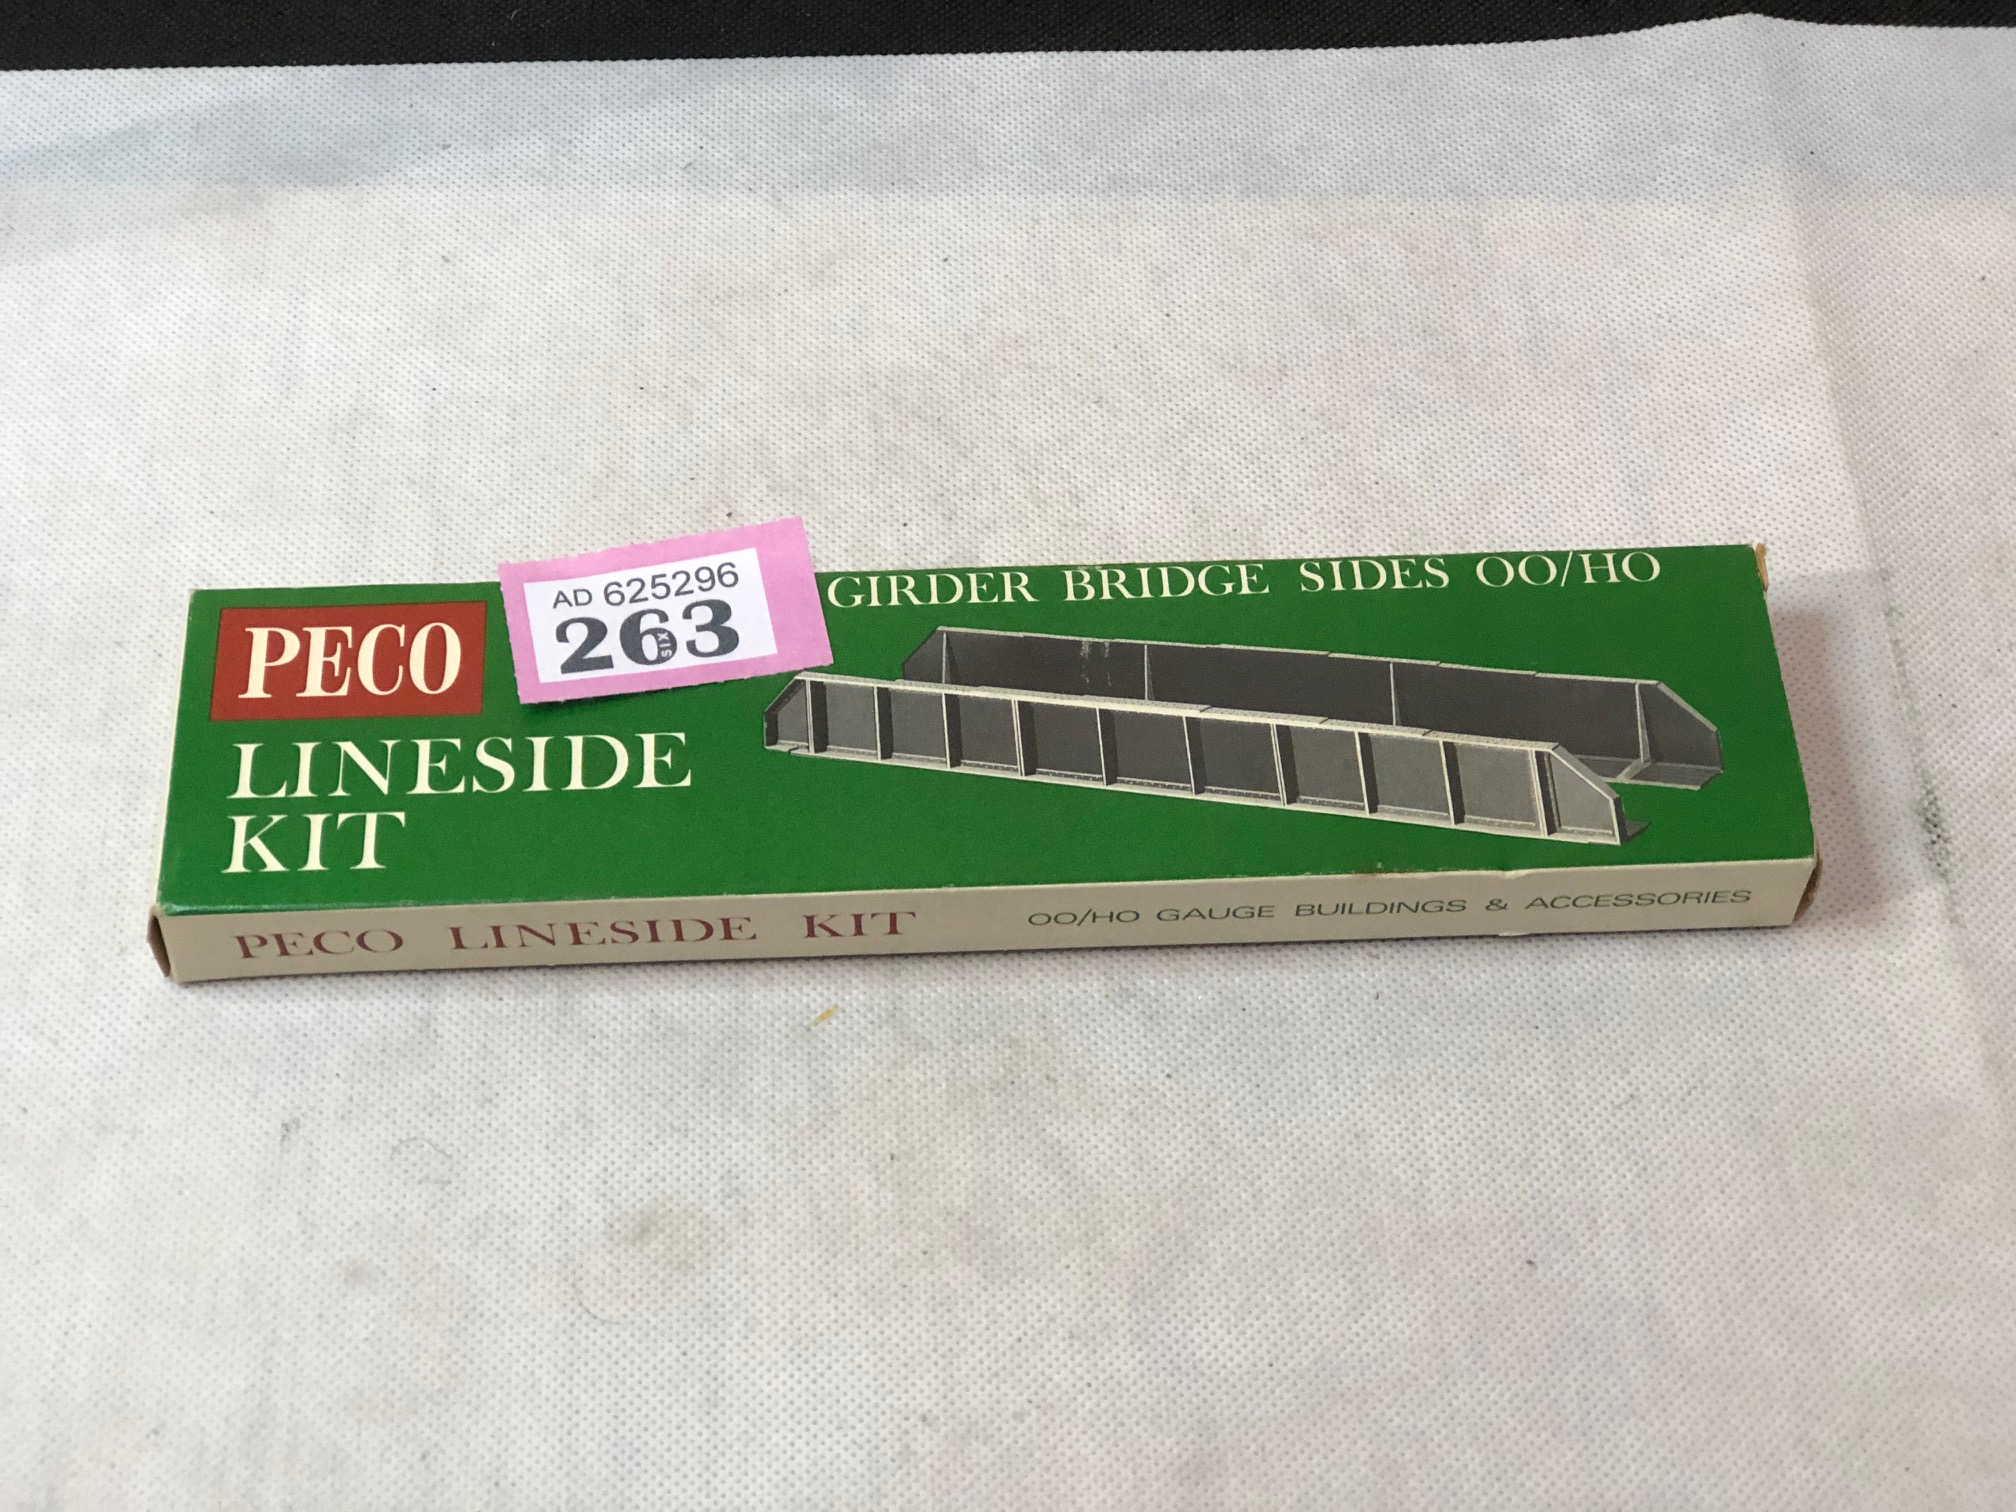 PECO
LINESIDE
KIT
AD 625296
263
SIX
GIRDER BRIDGE SIDES OO/HO
PECO LINESIDE KIT
OO/HO GAUGE BUILDINGS & ACCESSORIES